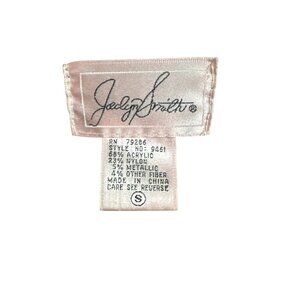 Jaclyn Smith®
RN 79206
STYLE NO: 9461
68% ACRYLIC
23% NYLON
5% METALLIC
4% OTHER FIBER
MADE IN CHINA
CARE SEE REVERSE
S